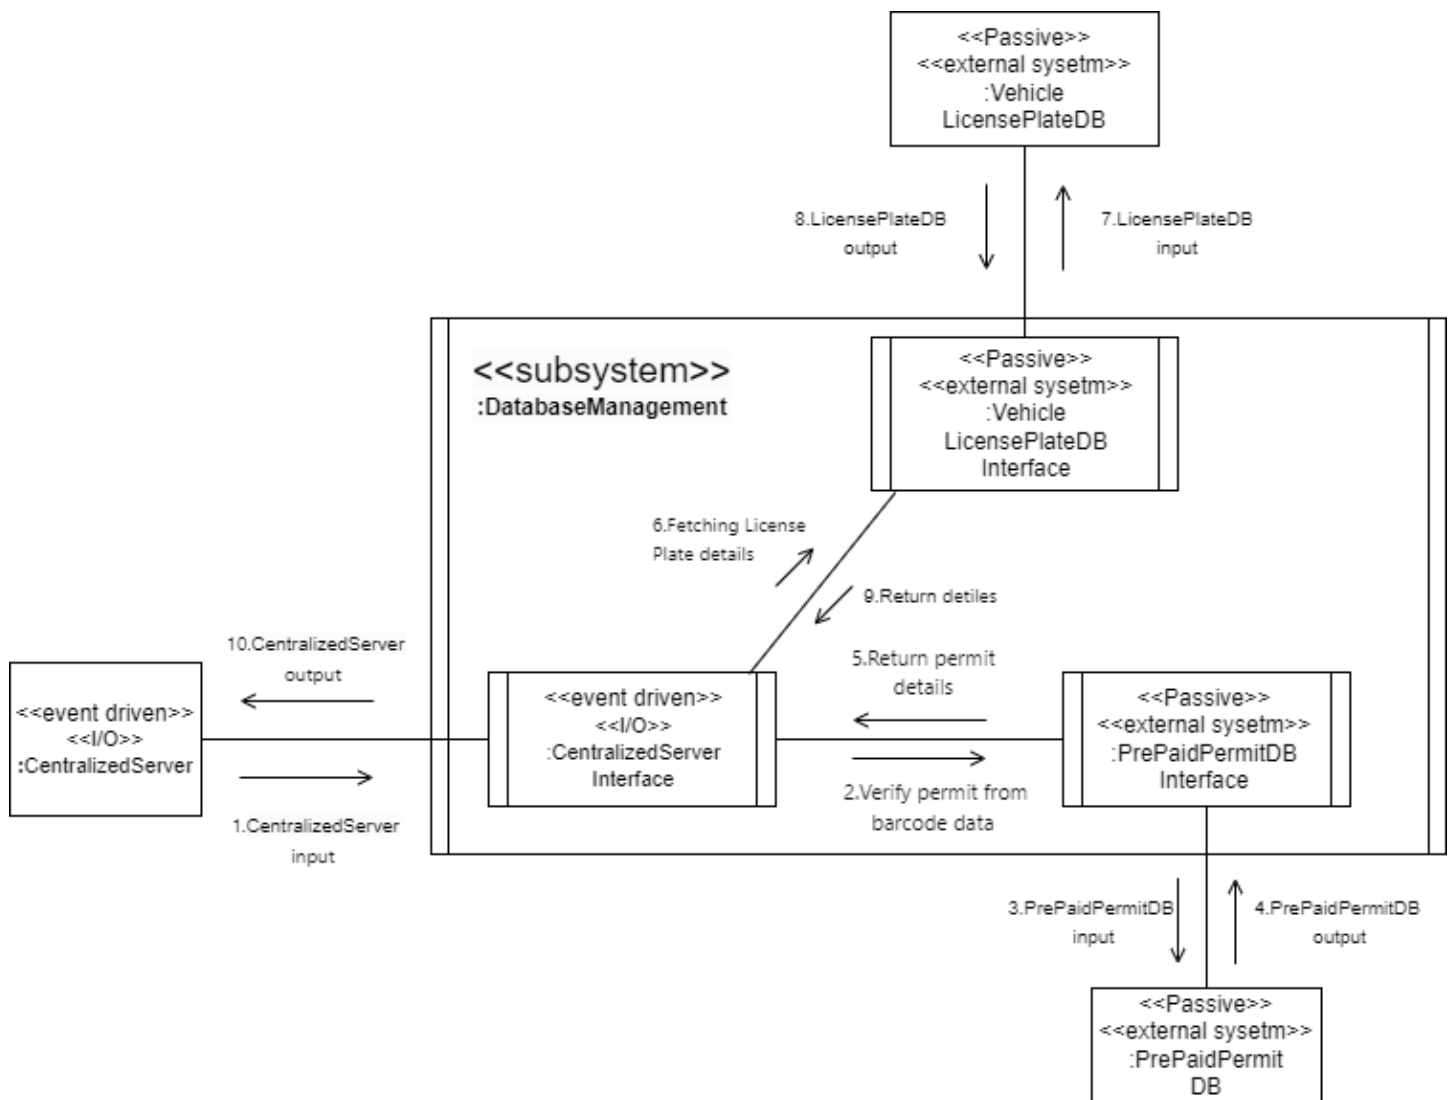 <<Passive>>
<<external sysetm>>
:Vehicle
LicensePlateDB
8.LicensePlateDB
output
7.LicensePlateDB
input
<<subsystem>>
:DatabaseManagement
<<Passive>>
<<external sysetm>>
:Vehicle
LicensePlateDB
Interface
6.Fetching License
Plate details
9.Return detiles
10.CentralizedServer
output
5.Return permit
details
<<event driven>>
<<I/O>>
:CentralizedServer
<<event driven>>
<<I/O>>
:CentralizedServer
Interface
<<Passive>>
<<external sysetm>>
:PrePaidPermitDB
Interface
1.CentralizedServer
input
2.Verify permit from
barcode data
3.PrePaidPermitDB
input
4.PrePaidPermitDB
output
<<Passive>>
<<external sysetm>>
:PrePaidPermit
DB